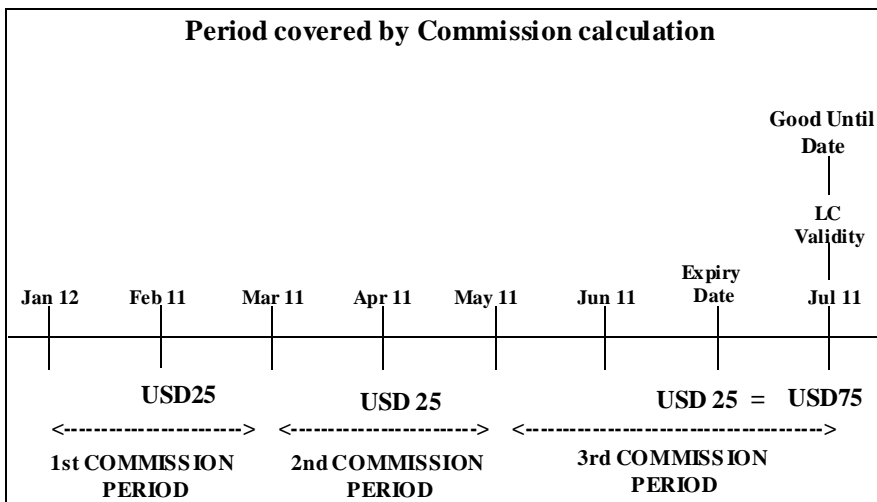 Period covered by Commission calculation
Good Until
Date
LC
Validity
Jan 12 Feb 11 Mar 11 Apr 11 May 11 Jun 11 Expiry Date Jul 11
USD25 USD 25 USD 25 = USD75
<----------------------> <----------------------> <-------------------------------------->
1st COMMISSION 2nd COMMISSION 3rd COMMISSION
PERIOD PERIOD PERIOD